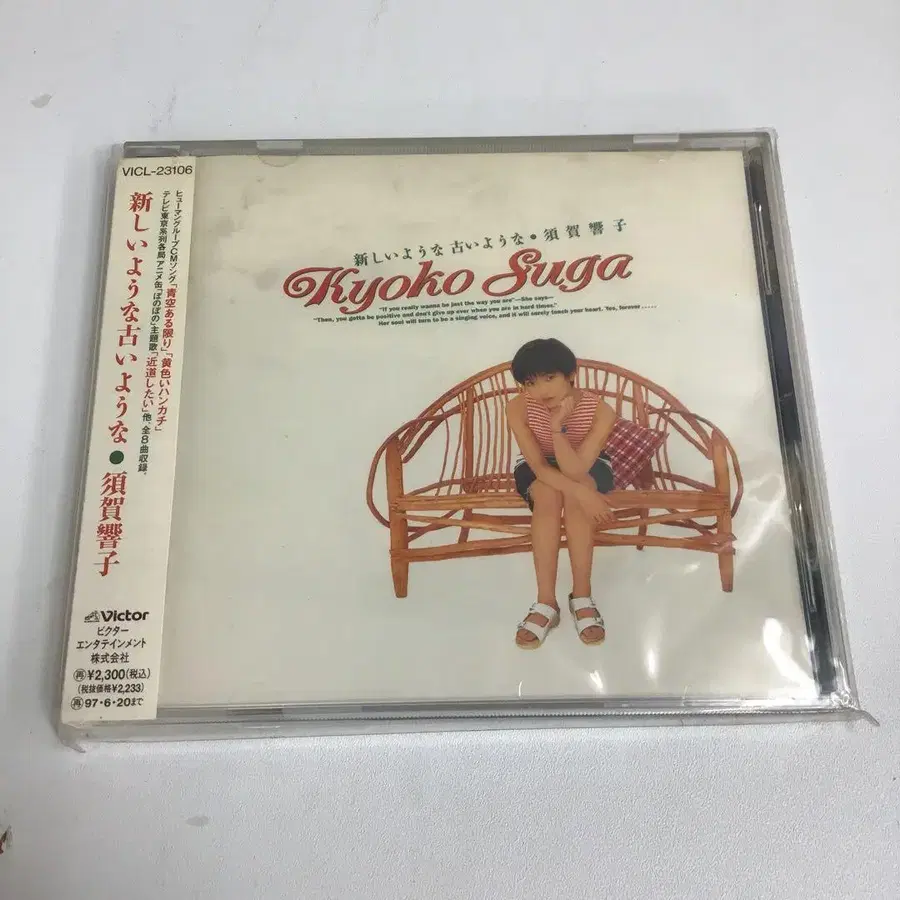 VICL-23106
新しいような古いような●須賀響子
ヒューマングループCMソング「青空ある限り」「黄色いハンカチ」
テレビ東京系列各局アニメ缶「ぼのぼの」主題歌「近道したい」他、全8曲収録。
Victor
ビクター
エンタテインメント
株式会社
再¥2,300(税込)
(税抜価格¥2,233)
再97・6・20まで
新しいような 古いような●須賀響子
Kyoko Suga
"If you really wanna be just the way you are"—She says—
"Then, you gotta be positive and don't give up ever when you are in hard times."
Her soul will turn to be a singing voice, and it will surely touch your heart. Yes, forever .....